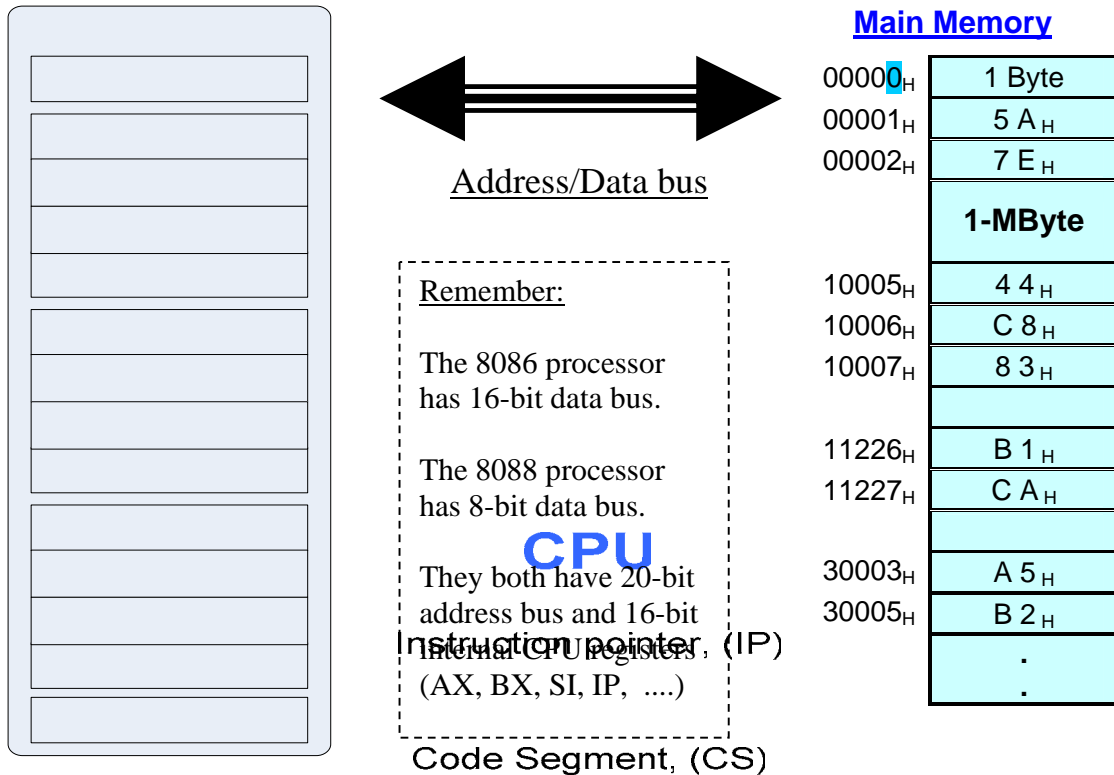 Main Memory
00000H 1 Byte
00001H 5 A H
00002H 7 E H
Address/Data bus
1-MByte
Remember:
10005H 4 4 H
10006H C 8 H
The 8086 processor
10007H 8 3 H
has 16-bit data bus.
11226H B 1 H
The 8088 processor
11227H C A H
has 8-bit data bus.
CPU
They both have 20-bit
30003H A 5 H
address bus and 16-bit
30005H B 2 H
Instruction pointer, (IP)
internal CPU registers
(AX, BX, SI, IP, ....)
.
.
Code Segment, (CS)